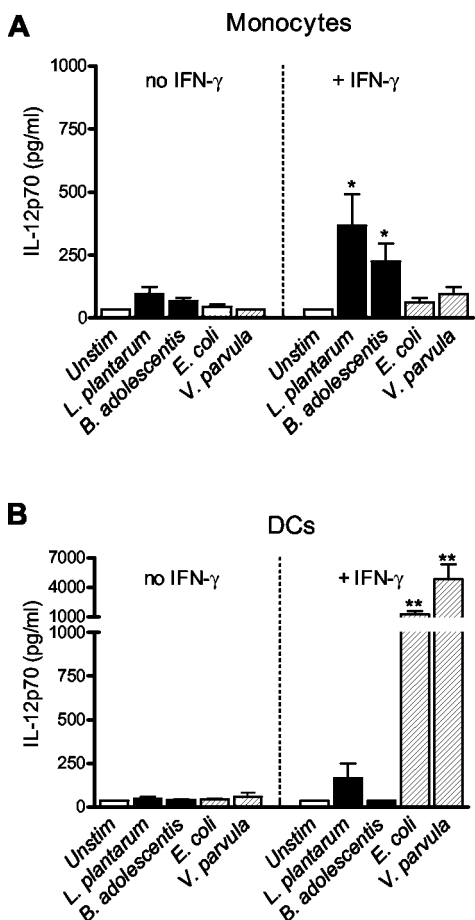 A
Monocytes
IL-12p70 (pg/ml)
1000
750
500
250
0
no IFN-γ
+ IFN-γ
*
*
Unstim
L. plantarum
B. adolescentis
E. coli
V. parvula
Unstim
L. plantarum
B. adolescentis
E. coli
V. parvula
B
DCs
IL-12p70 (pg/ml)
7000
4000
1000
1000
750
500
250
0
no IFN-γ
+ IFN-γ
**
**
Unstim
L. plantarum
B. adolescentis
E. coli
V. parvula
Unstim
L. plantarum
B. adolescentis
E. coli
V. parvula